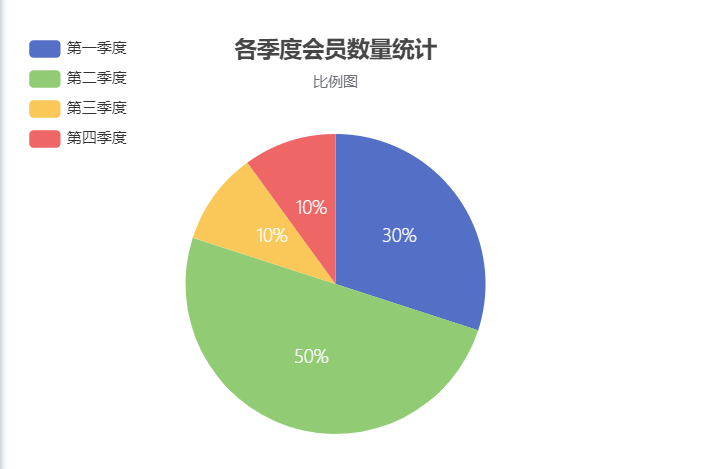 各季度会员数量统计
比例图
第一季度
第二季度
第三季度
第四季度
10%
30%
10%
50%